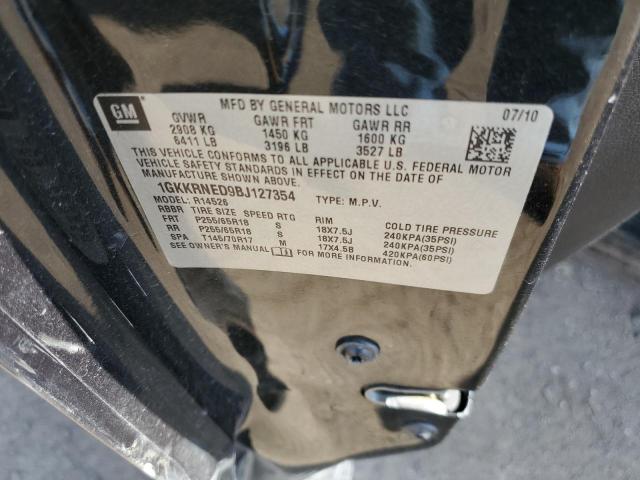 GM
MFD BY GENERAL MOTORS LLC
07/10
GVWR GAWR FRT GAWR RR
2908 KG 1450 KG 1600 KG
6411 LB 3196 LB 3527 LB
THIS VEHICLE CONFORMS TO ALL APPLICABLE U.S. FEDERAL MOTOR
VEHICLE SAFETY STANDARDS IN EFFECT ON THE DATE OF
MANUFACTURE SHOWN ABOVE.
1GKKRNED9BJ127354 TYPE: M.P.V.
MODEL: R14526
RBBR TIRE SIZE SPEED RTG RIM COLD TIRE PRESSURE
FRT P255/65R18 S 18X7.5J 240KPA(35PSI)
RR P255/65R18 S 18X7.5J 240KPA(35PSI)
SPA T145/70R17 M 17X4.5B 420KPA(60PSI)
SEE OWNER'S MANUAL FOR MORE INFORMATION.